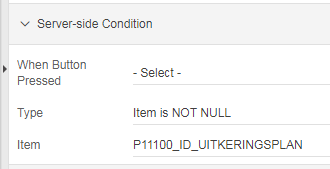 Server-side Condition
When Button
Pressed
- Select -
Type
Item is NOT NULL
Item
P11100_ID_UITKERINGSPLAN